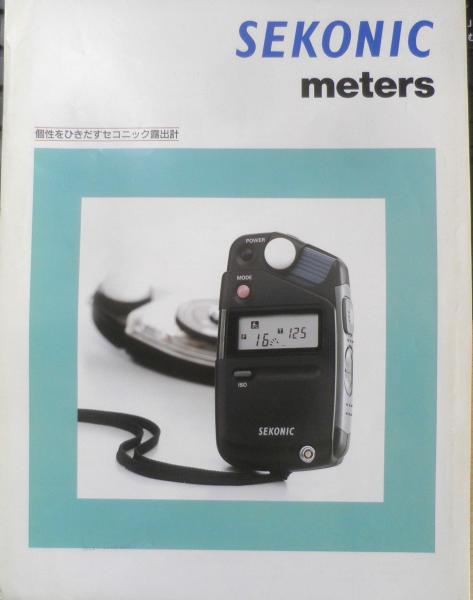 SEKONIC
meters
個性をひきだすセコニック露出計
POWER
MODE
F 16 T 125
ISO
SEKONIC